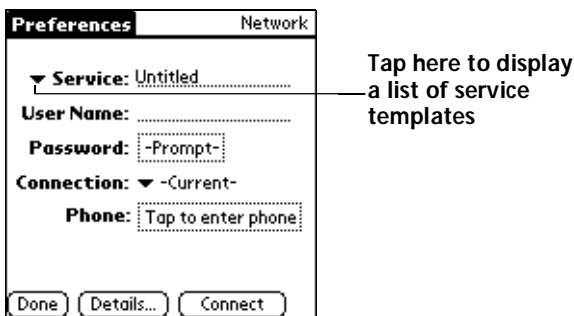 Preferences Network
Service: Untitled
User Name:
Password: -Prompt-
Connection: -Current-
Phone: Tap to enter phone
Done Details... Connect
Tap here to display
a list of service
templates